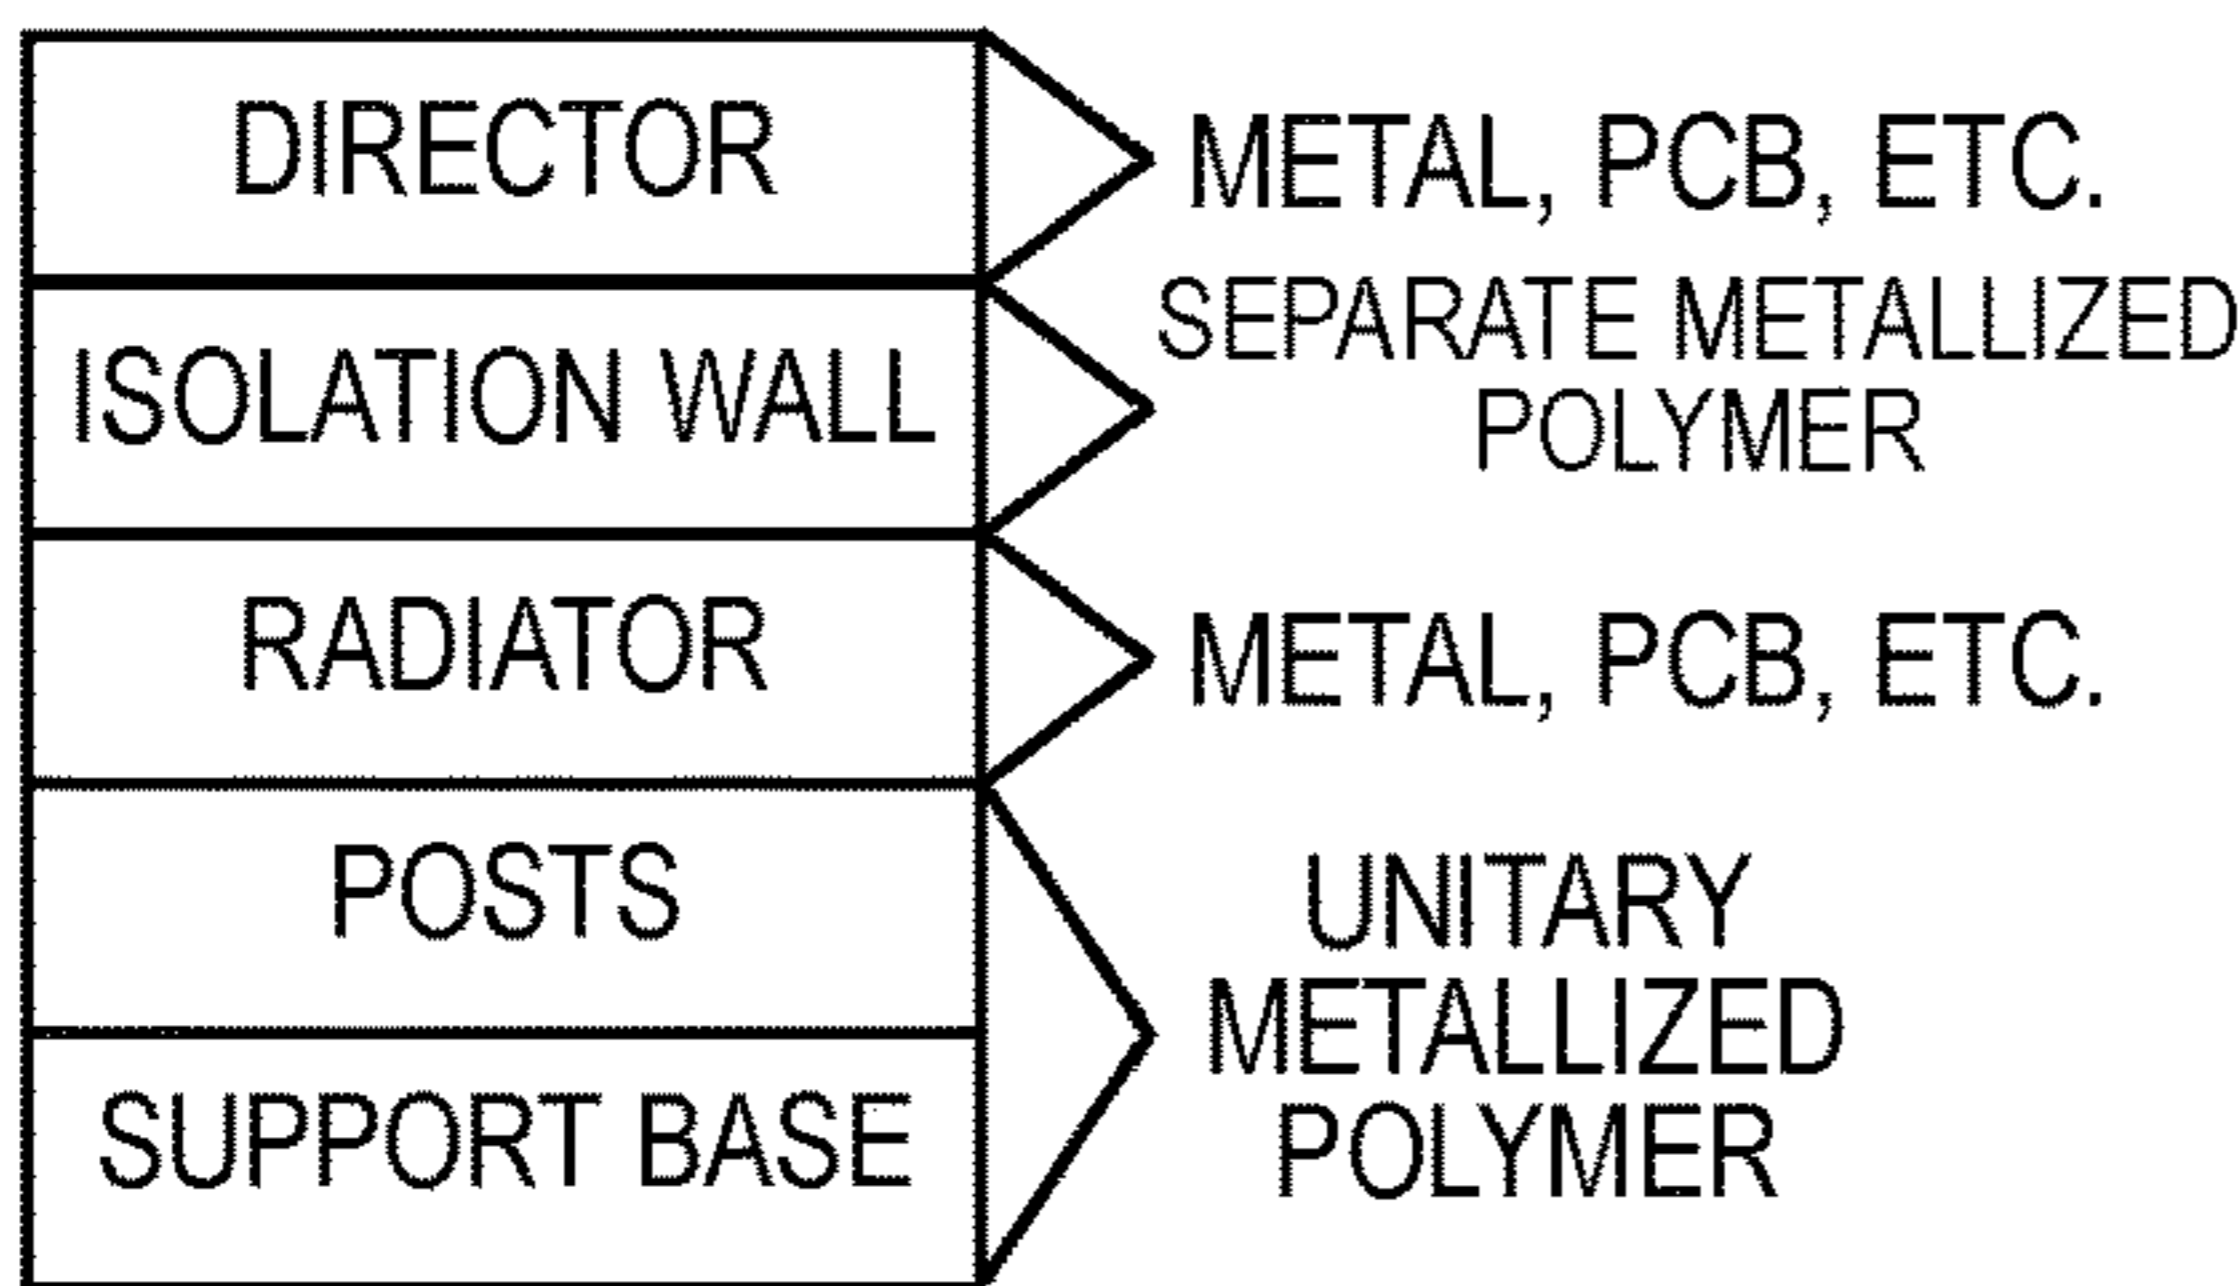 DIRECTOR
METAL, PCB, ETC.
ISOLATION WALL
SEPARATE METALLIZED
POLYMER
RADIATOR
METAL, PCB, ETC.
POSTS
SUPPORT BASE
UNITARY
METALLIZED
POLYMER